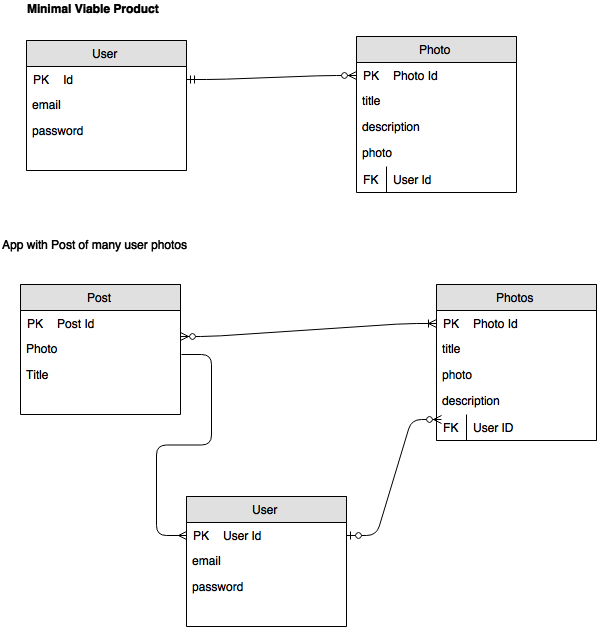 Minimal Viable Product
User
PK Id
email
password
Photo
PK Photo Id
title
description
photo
FK User Id
App with Post of many user photos
Post
PK Post Id
Photo
Title
Photos
PK Photo Id
title
photo
description
FK User ID
User
PK User Id
email
password